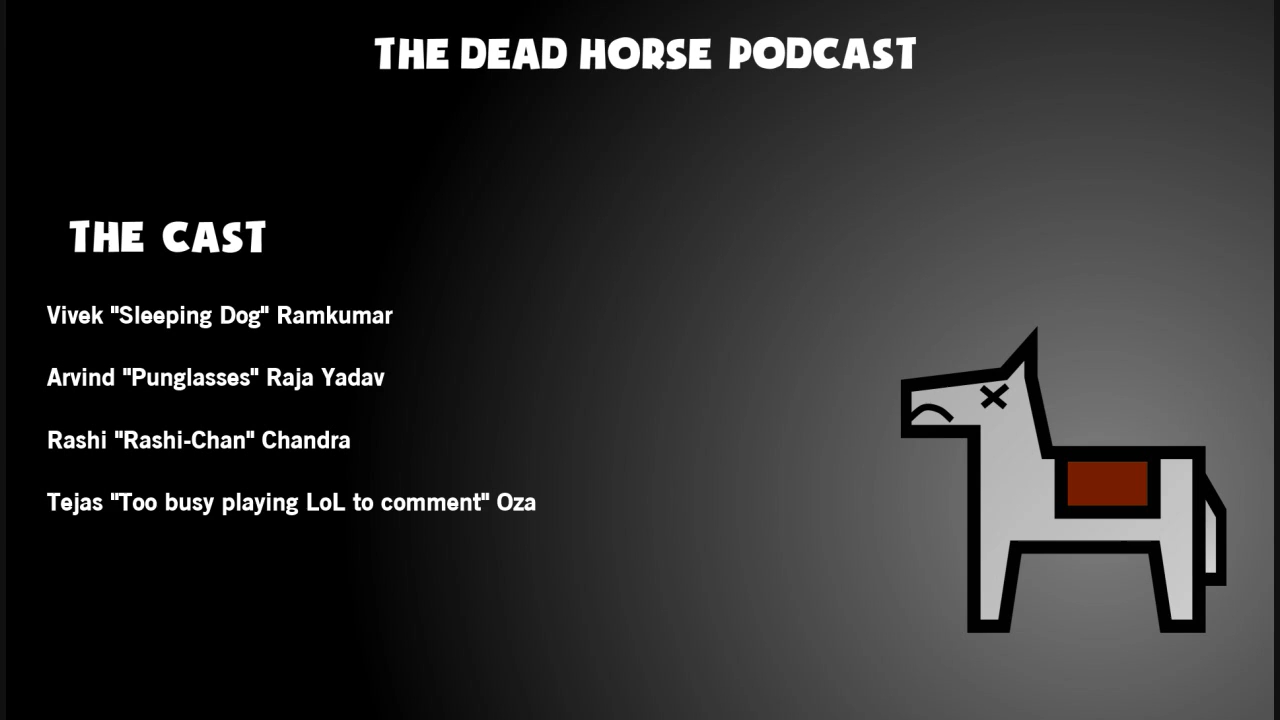 THE DEAD HORSE PODCAST
THE CAST
Vivek "Sleeping Dog" Ramkumar
Arvind "Punglasses" Raja Yadav
Rashi "Rashi-Chan" Chandra
Tejas "Too busy playing LoL to comment" Oza